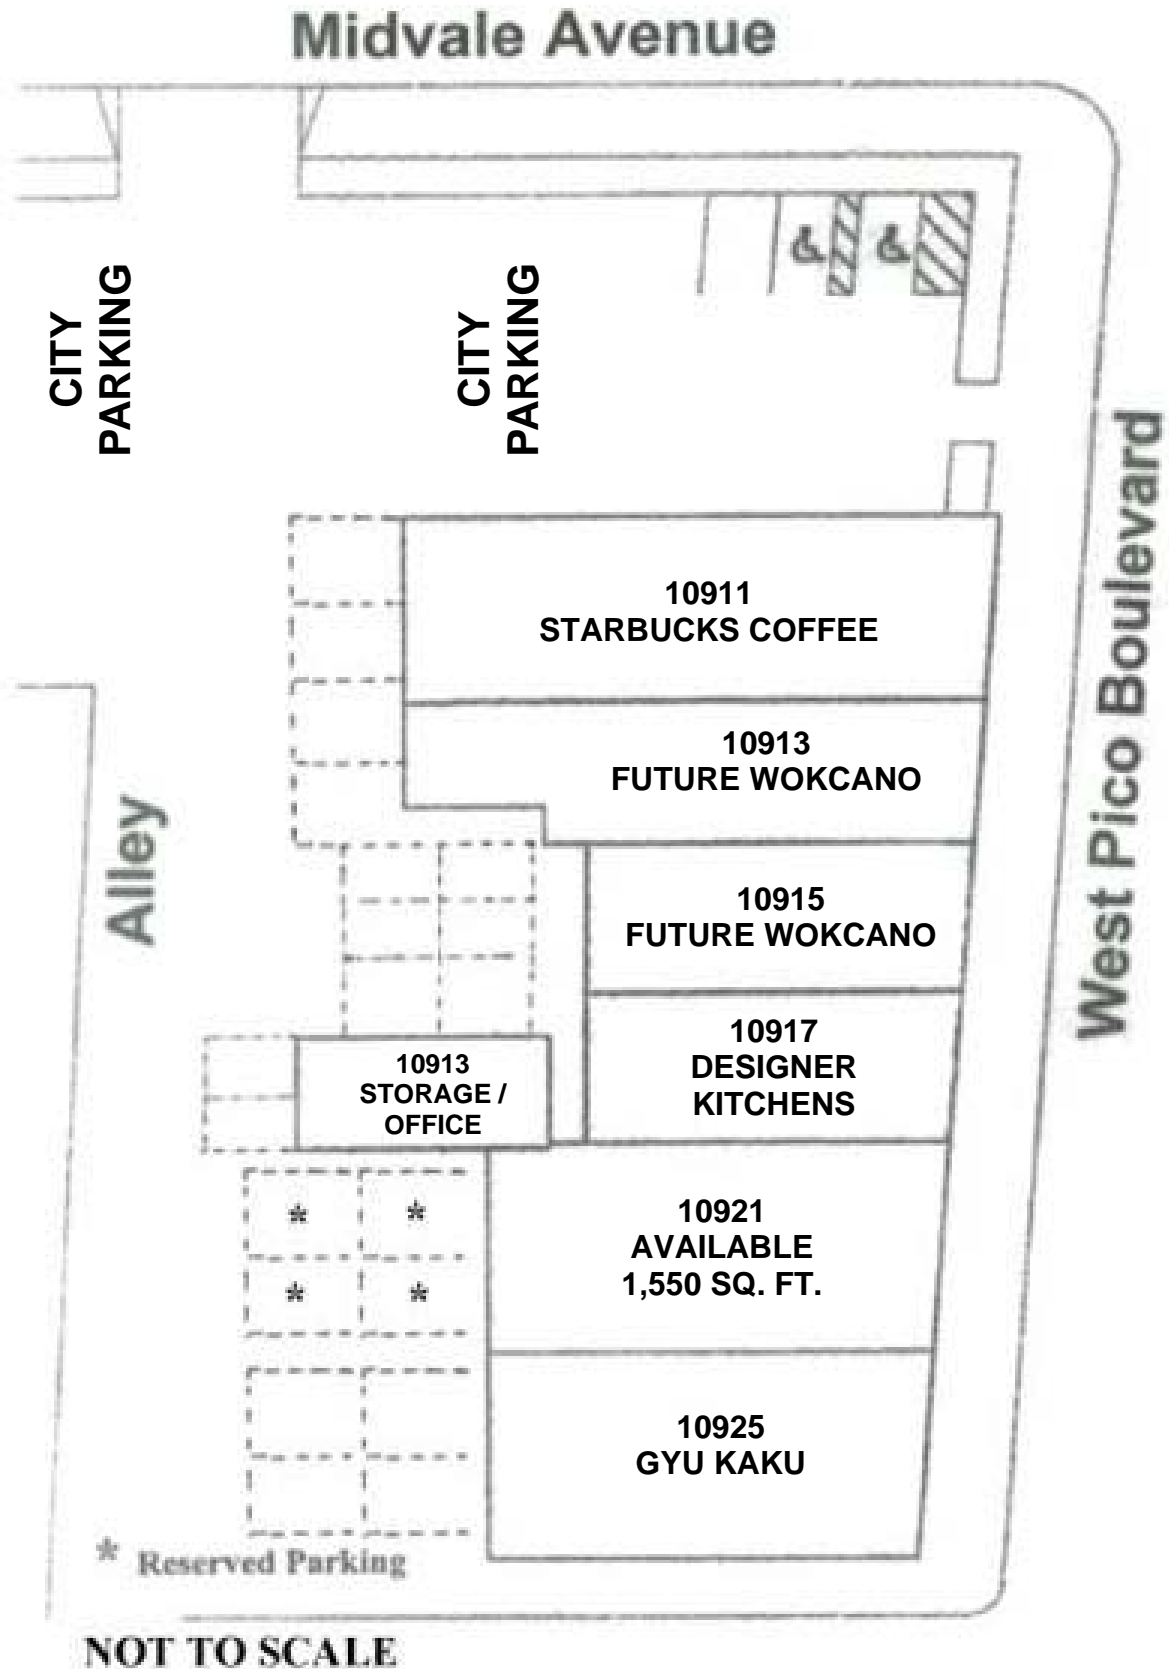 Midvale Avenue
CITY
PARKING
CITY
PARKING
West Pico Boulevard
10911
STARBUCKS COFFEE
10913
FUTURE WOKCANO
Alley
10915
FUTURE WOKCANO
10917
DESIGNER
KITCHENS
10913
STORAGE /
OFFICE
* *
* *
10921
AVAILABLE
1,550 SQ. FT.
10925
GYU KAKU
* Reserved Parking
NOT TO SCALE